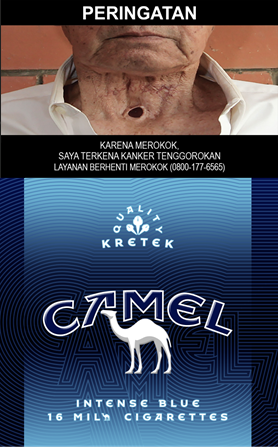 PERINGATAN
KARENA MEROKOK,
SAYA TERKENA KANKER TENGGOROKAN
LAYANAN BERHENTI MEROKOK (0800-177-6565)
QUALITY
KRETEK
CAMEL
INTENSE BLUE
16 MILD CIGARETTES